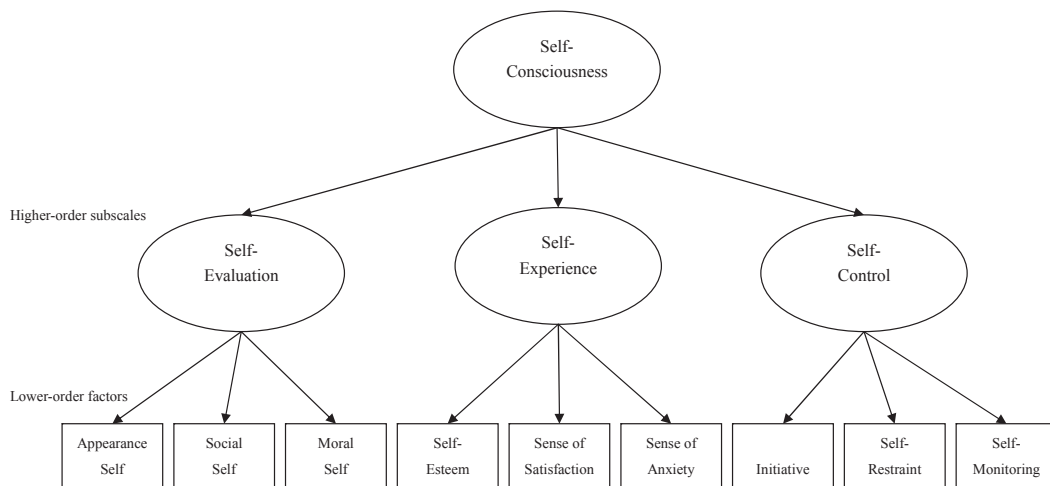 Self-
Consciousness
Higher-order subscales
Self-
Evaluation
Self-
Experience
Self-
Control
Lower-order factors
Appearance
Self
Social
Self
Moral
Self
Self-
Esteem
Sense of
Satisfaction
Sense of
Anxiety
Initiative
Self-
Restraint
Self-
Monitoring